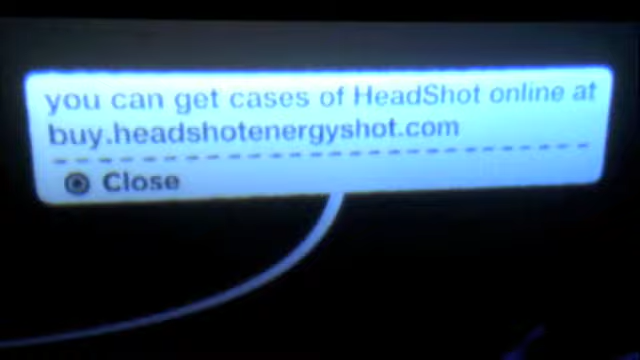 you can get cases of HeadShot online at
buy.headshotenergyshot.com
Close